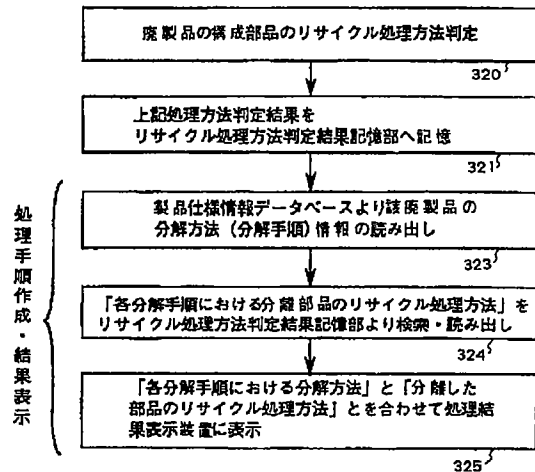 廃製品の構成部品のリサイクル処理方法判定
320
上記処理方法判定結果を
リサイクル処理方法判定結果記憶部へ記憶
321
製品仕様情報データベースより該廃製品の
分解方法(分解手順)情報の読み出し
323
「各分解手順における分離部品のリサイクル処理方法」を
リサイクル処理方法判定結果記憶部より検索・読み出し
324
「各分解手順における分解方法」と「分離した
部品のリサイクル処理方法」とを合わせて処理結
果表示装置に表示
325
処理手順作成・結果表示